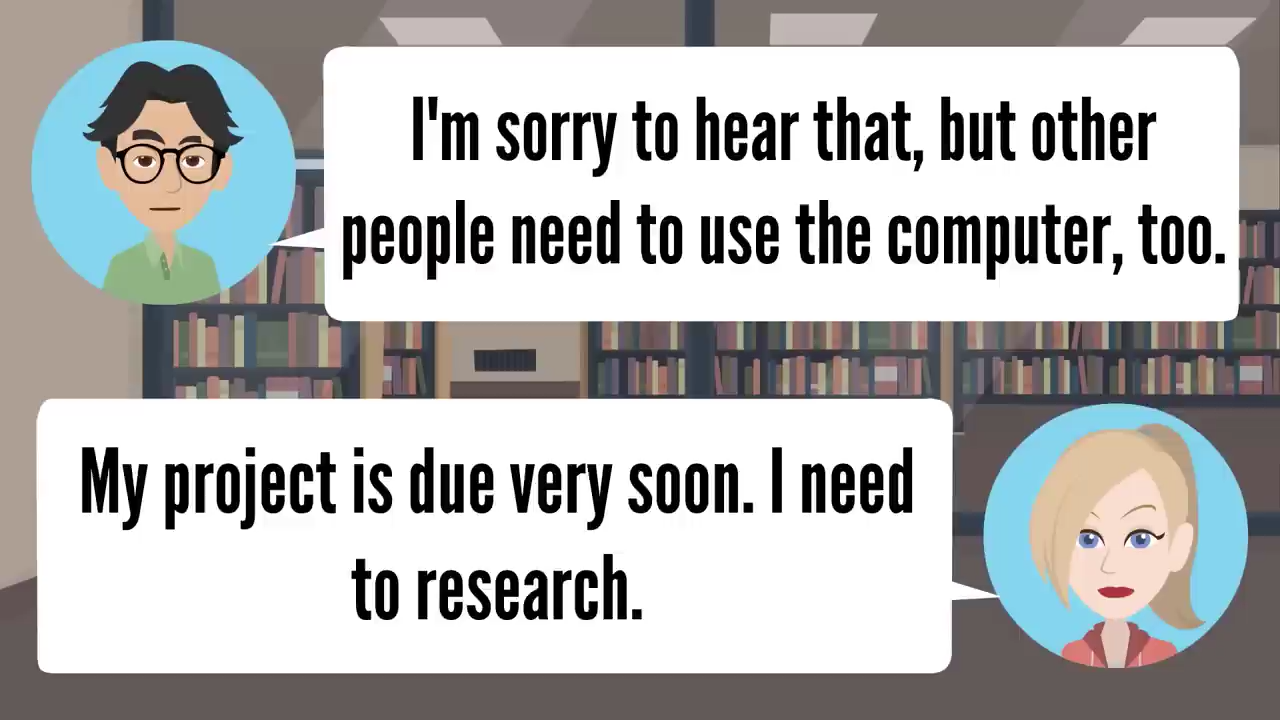 I'm sorry to hear that, but other
people need to use the computer, too.
My project is due very soon. I need
to research.